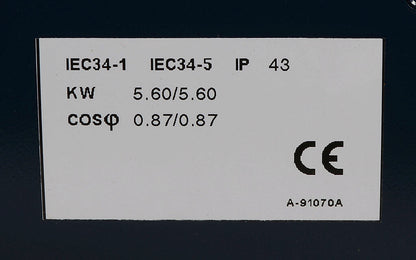 IEC34-1 IEC34-5 IP 43
KW 5.60/5.60
COSφ 0.87/0.87
CE
A-91070A